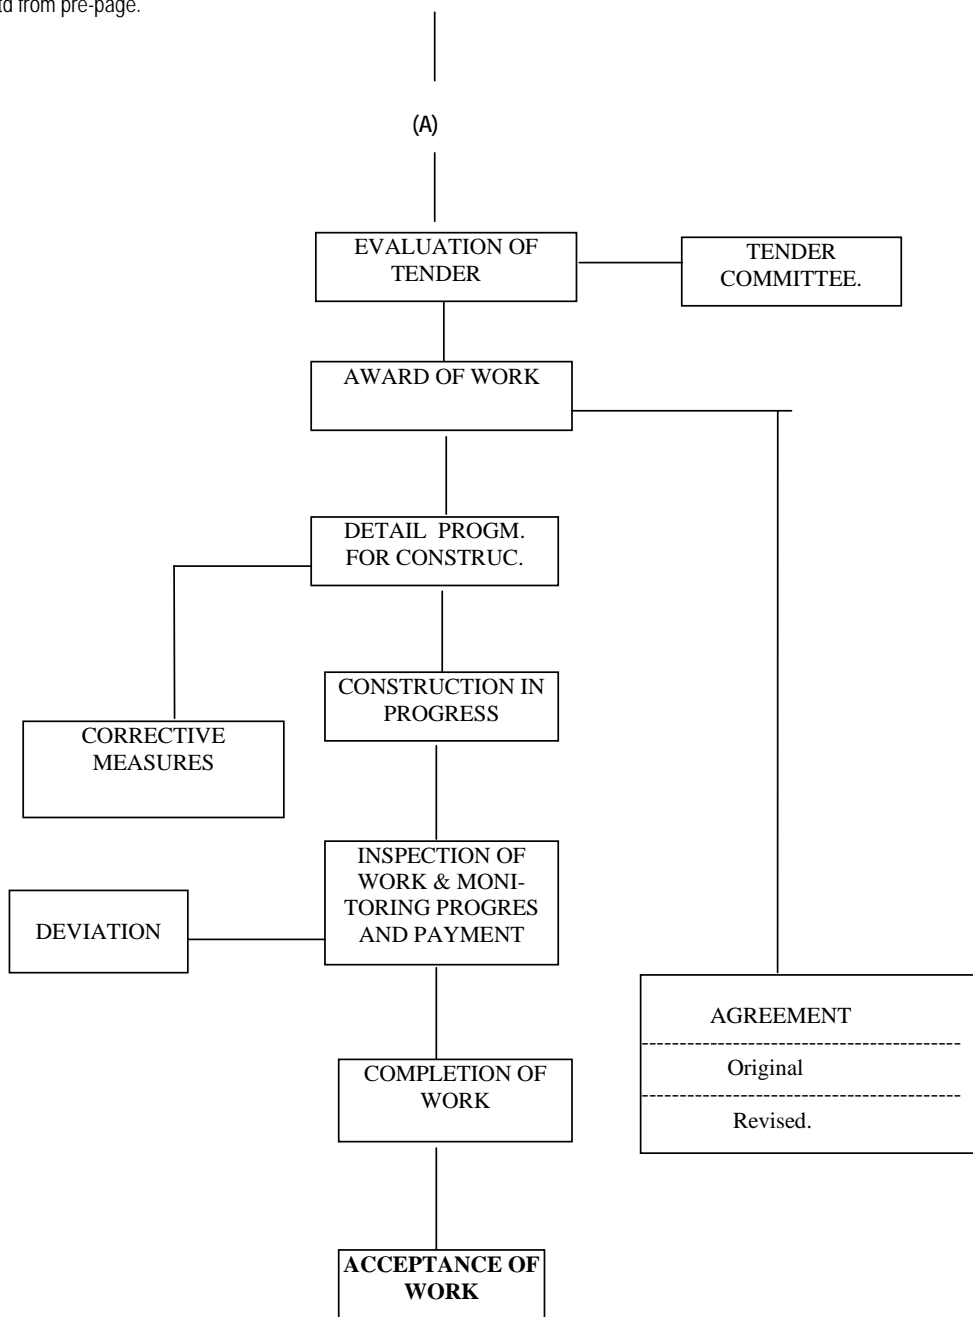 td from pre-page.
(A)
EVALUATION OF
TENDER
TENDER
COMMITTEE.
AWARD OF WORK
DETAIL PROGM.
FOR CONSTRUC.
CONSTRUCTION IN
PROGRESS
CORRECTIVE
MEASURES
INSPECTION OF
WORK & MONI-
TORING PROGRES
AND PAYMENT
DEVIATION
AGREEMENT
Original
Revised.
COMPLETION OF
WORK
ACCEPTANCE OF
WORK